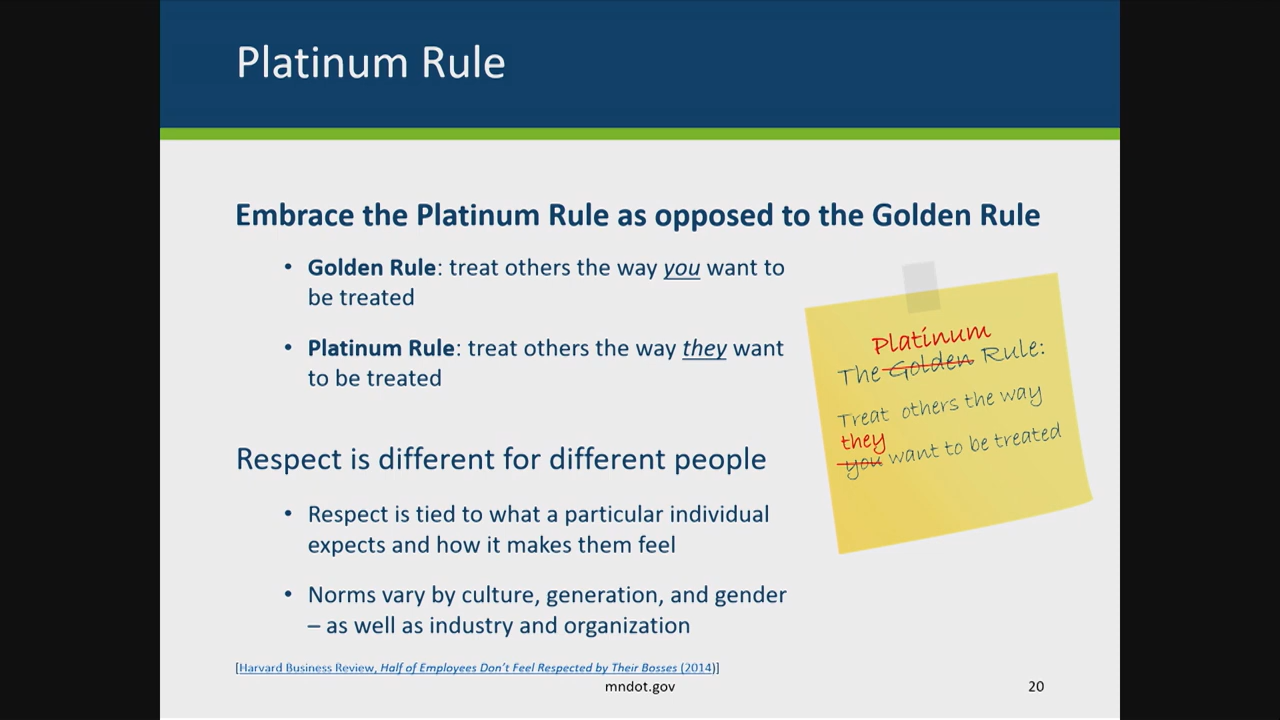 Platinum Rule
Embrace the Platinum Rule as opposed to the Golden Rule
• Golden Rule: treat others the way you want to
be treated
• Platinum Rule: treat others the way they want
to be treated
Platinum
The Golden Rule:
Treat others the way
they
you want to be treated
Respect is different for different people
• Respect is tied to what a particular individual
expects and how it makes them feel
• Norms vary by culture, generation, and gender
– as well as industry and organization
[Harvard Business Review, Half of Employees Don't Feel Respected by Their Bosses (2014)]
mndot.gov
20